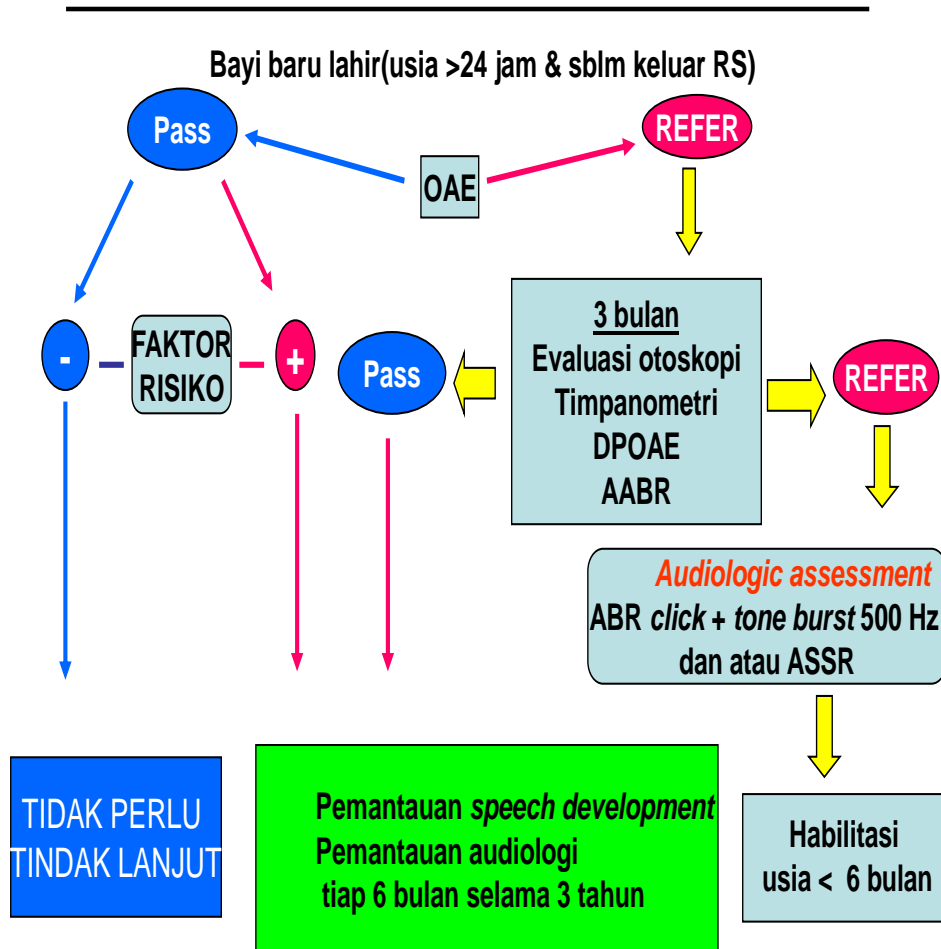 Bayi baru lahir(usia >24 jam & sblm keluar RS)
Pass
REFER
OAE
3 bulan
Evaluasi otoskopi
Timpanometri
DPOAE
AABR
-
FAKTOR
RISIKO
+
Pass
REFER
Audiologic assessment
ABR click + tone burst 500 Hz
dan atau ASSR
TIDAK PERLU
TINDAK LANJUT
Pemantauan speech development
Pemantauan audiologi
tiap 6 bulan selama 3 tahun
Habilitasi
usia < 6 bulan